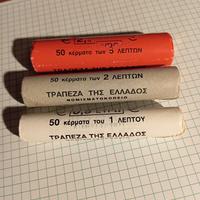 50 κέρματα των 5 ΛΕΠΤΩΝ
50 κέρματα των 2 ΛΕΠΤΩΝ
ΤΡΑΠΕΖΑ ΤΗΣ ΕΛΛΑΔΟΣ
ΝΟΜΙΣΜΑΤΟΚΟΠΕΙΟ
50 κέρματα του 1 ΛΕΠΤΟΥ
ΤΡΑΠΕΖΑ ΤΗΣ ΕΛΛΑΔΟΣ